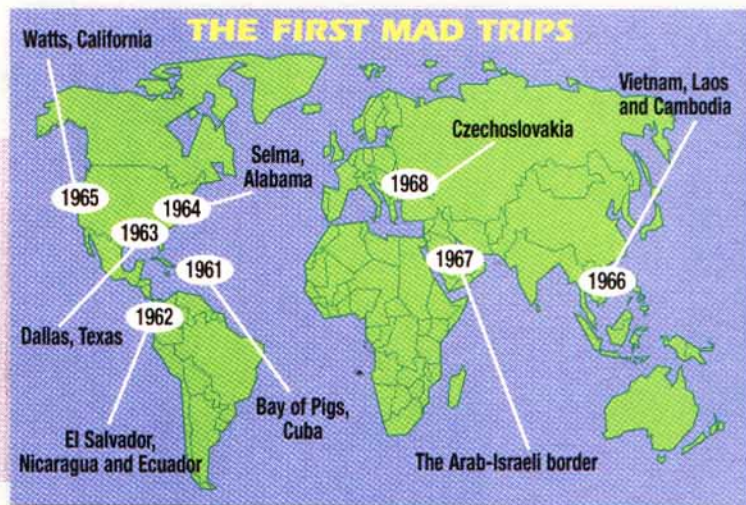 THE FIRST MAD TRIPS
Watts, California
Vietnam, Laos
and Cambodia
Czechoslovakia
Selma,
Alabama
1965
1964
1963
1968
1961
1967
1966
1962
Dallas, Texas
Bay of Pigs,
Cuba
El Salvador,
Nicaragua and Ecuador
The Arab-Israeli border